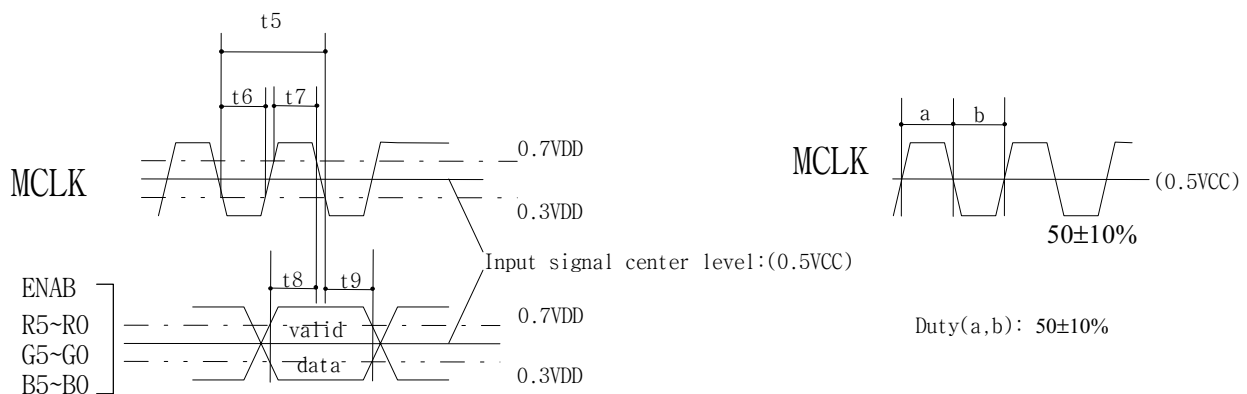 t5
t6 t7
MCLK
0.7VDD
0.3VDD
Input signal center level:(0.5VCC)
ENAB
R5~R0
G5~G0
B5~B0
t8 t9
valid
data
0.7VDD
0.3VDD
a b
MCLK
(0.5VCC)
50±10%
Duty(a,b): 50±10%